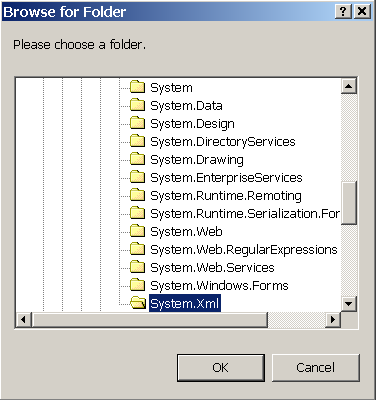 Browse for Folder
Please choose a folder.
System
System.Data
System.Design
System.DirectoryServices
System.Drawing
System.EnterpriseServices
System.Runtime.Remoting
System.Runtime.Serialization.For
System.Web
System.Web.RegularExpressions
System.Web.Services
System.Windows.Forms
System.Xml
OK Cancel